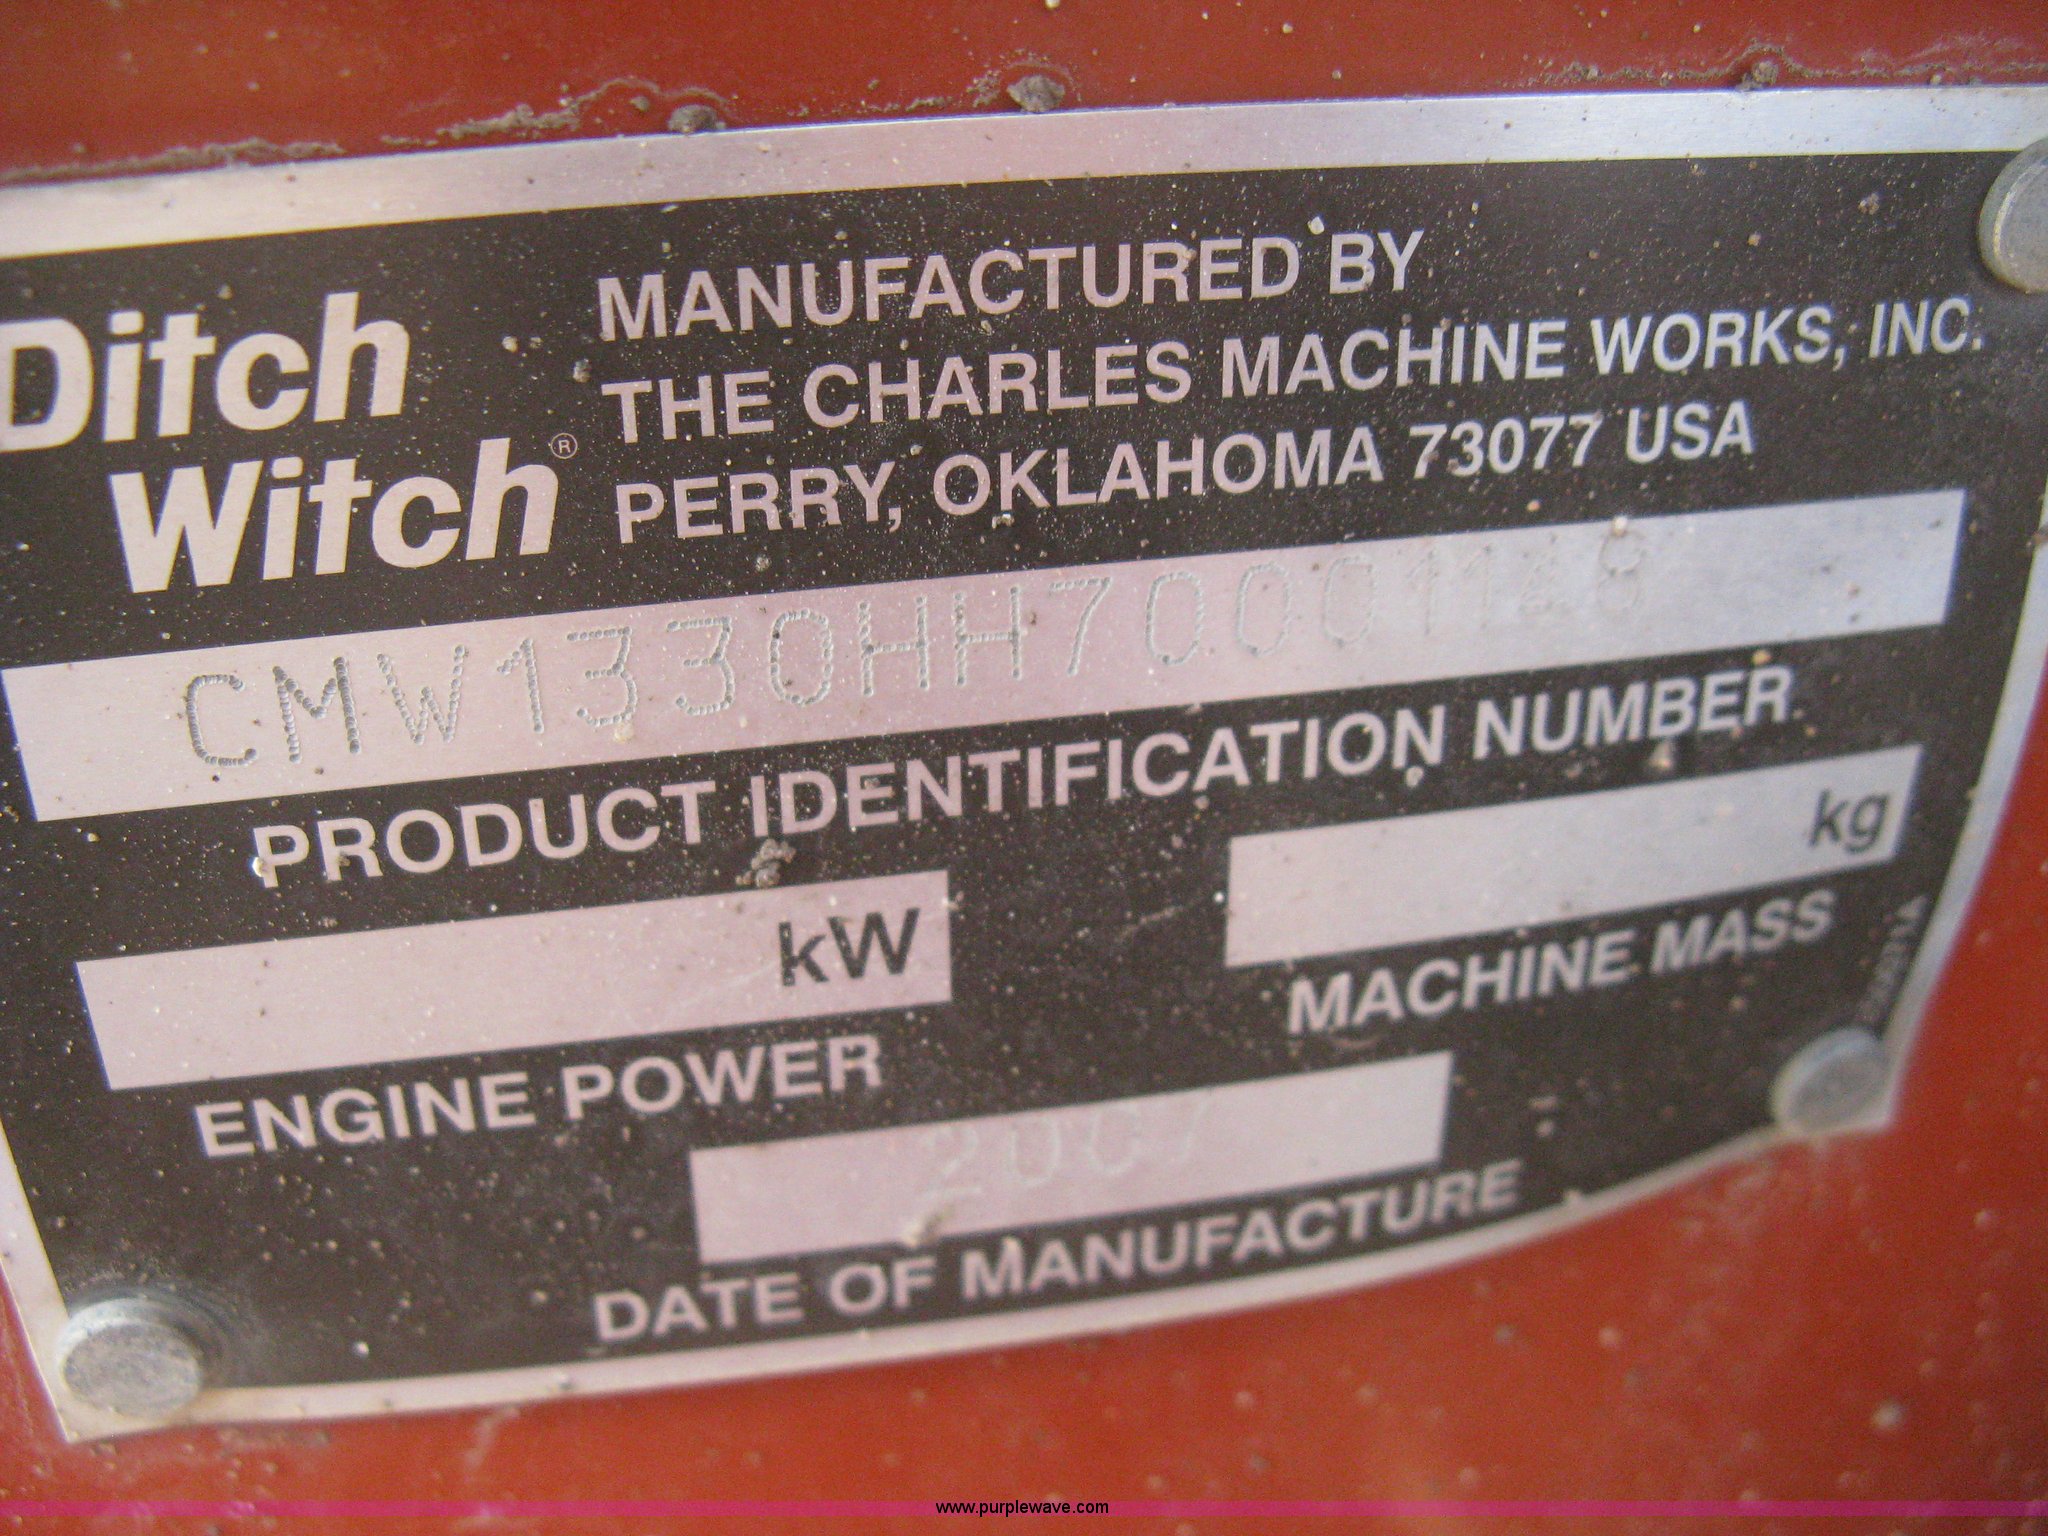 Ditch
Witch®
MANUFACTURED BY
THE CHARLES MACHINE WORKS, INC.
PERRY, OKLAHOMA 73077 USA
PRODUCT IDENTIFICATION NUMBER
kW
ENGINE POWER
kg
MACHINE MASS
2007
DATE OF MANUFACTURE
www.purplewave.com